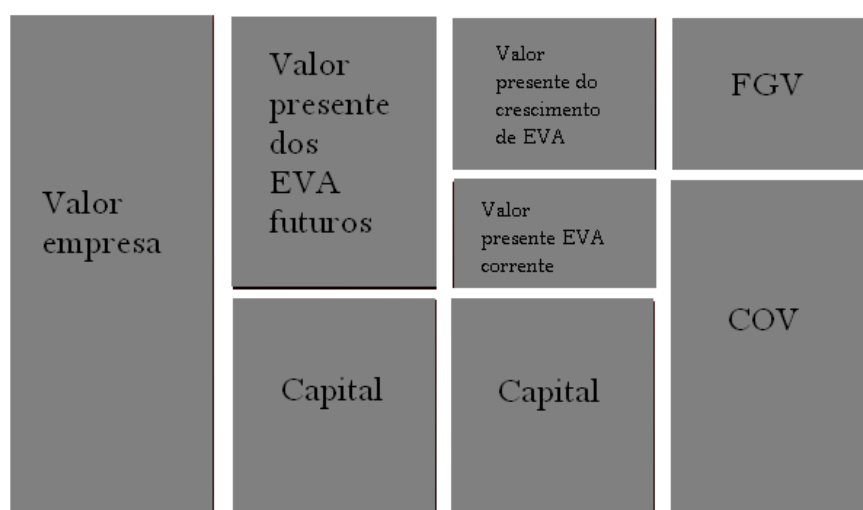 Valor
empresa
Valor
presente
dos
EVA
futuros
Capital
Valor
presente do
crescimento
de EVA
Valor
presente EVA
corrente
Capital
FGV
COV